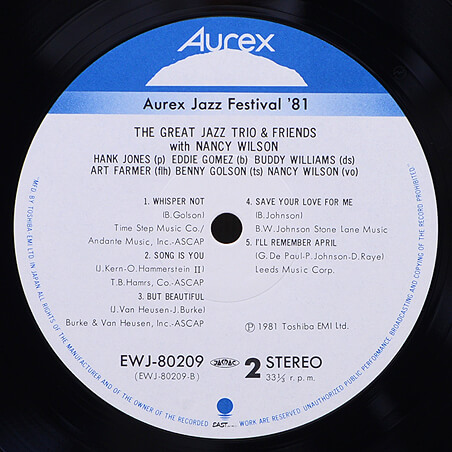 Aurex
Aurex Jazz Festival '81
THE GREAT JAZZ TRIO & FRIENDS
with NANCY WILSON
HANK JONES (p) EDDIE GOMEZ (b) BUDDY WILLIAMS (ds)
ART FARMER (flh) BENNY GOLSON (ts) NANCY WILSON (vo)
1. WHISPER NOT
(B.Golson)
Time Step Music Co./
Andante Music, Inc.-ASCAP
2. SONG IS YOU
(J.Kern-O.Hammerstein II)
T.B.Hamrs, Co.-ASCAP
3. BUT BEAUTIFUL
(J.Van Heusen-J.Burke)
Burke & Van Heusen, Inc.-ASCAP
4. SAVE YOUR LOVE FOR ME
(B.Johnson)
B.W.Johnson Stone Lane Music
5. I'LL REMEMBER APRIL
(G.De Paul-P.Johnson-D.Raye)
Leeds Music Corp.
Ⓟ 1981 Toshiba EMI Ltd.
EWJ-80209
(EWJ-80209-B)
JASRAC
2 STEREO
33⅓ r.p.m.
EAST
"MF'D BY TOSHIBA EMI LTD IN JAPAN ALL RIGHTS OF THE MANUFACTURER AND OF THE OWNER OF THE RECORDED WORK ARE RESERVED. UNAUTHORIZED PUBLIC PERFORMANCE BROADCASTING AND COPYING OF THE RECORD PROHIBITED"